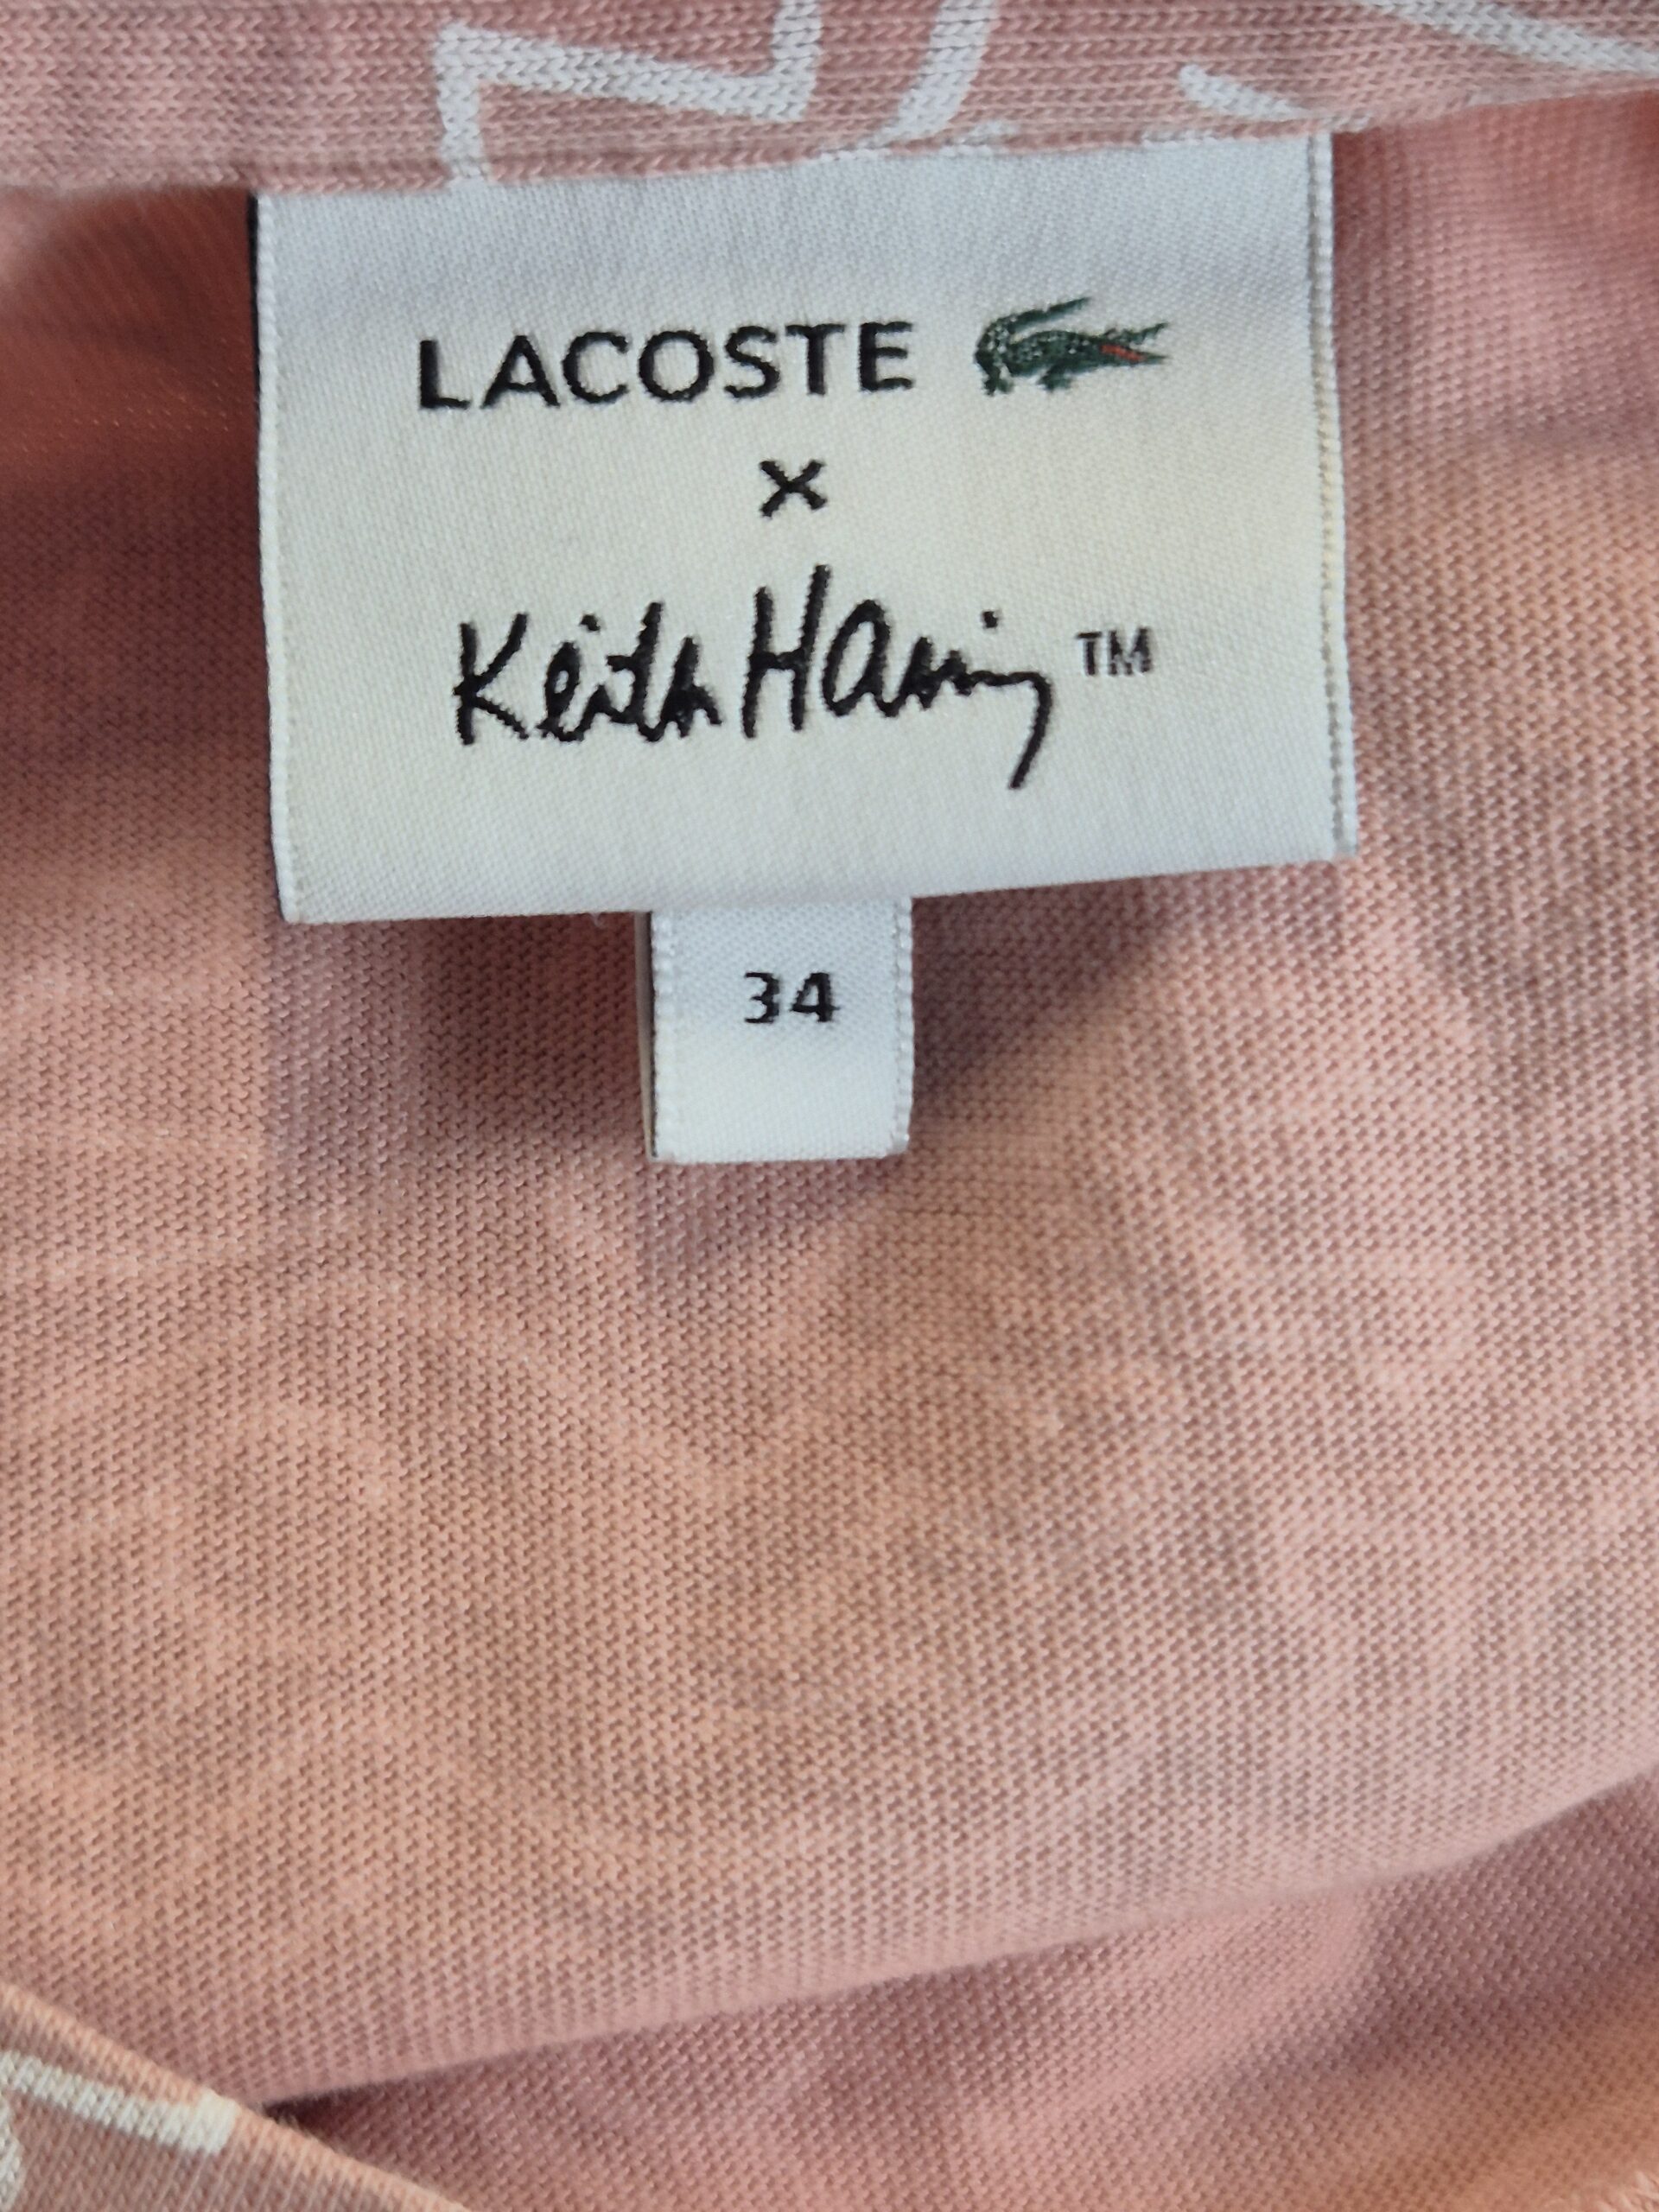 LACOSTE
×
Keith Haring™
34